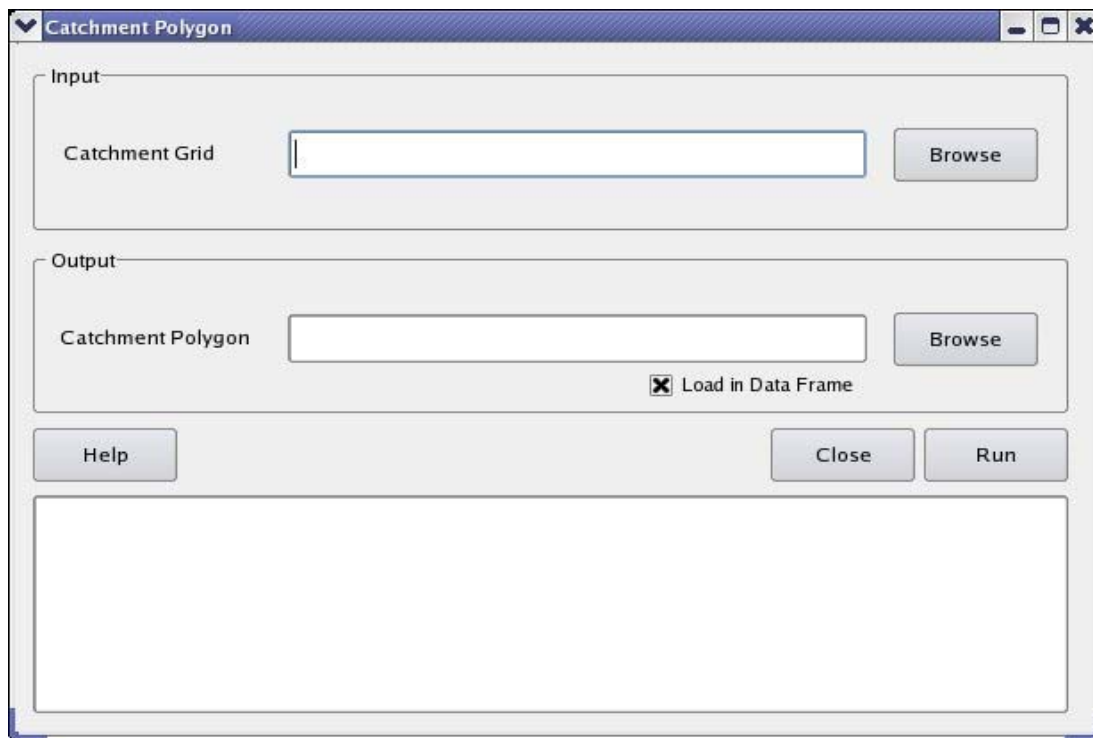 Catchment Polygon
Input
Catchment Grid
Browse
Output
Catchment Polygon
Browse
Load in Data Frame
Help
Close
Run